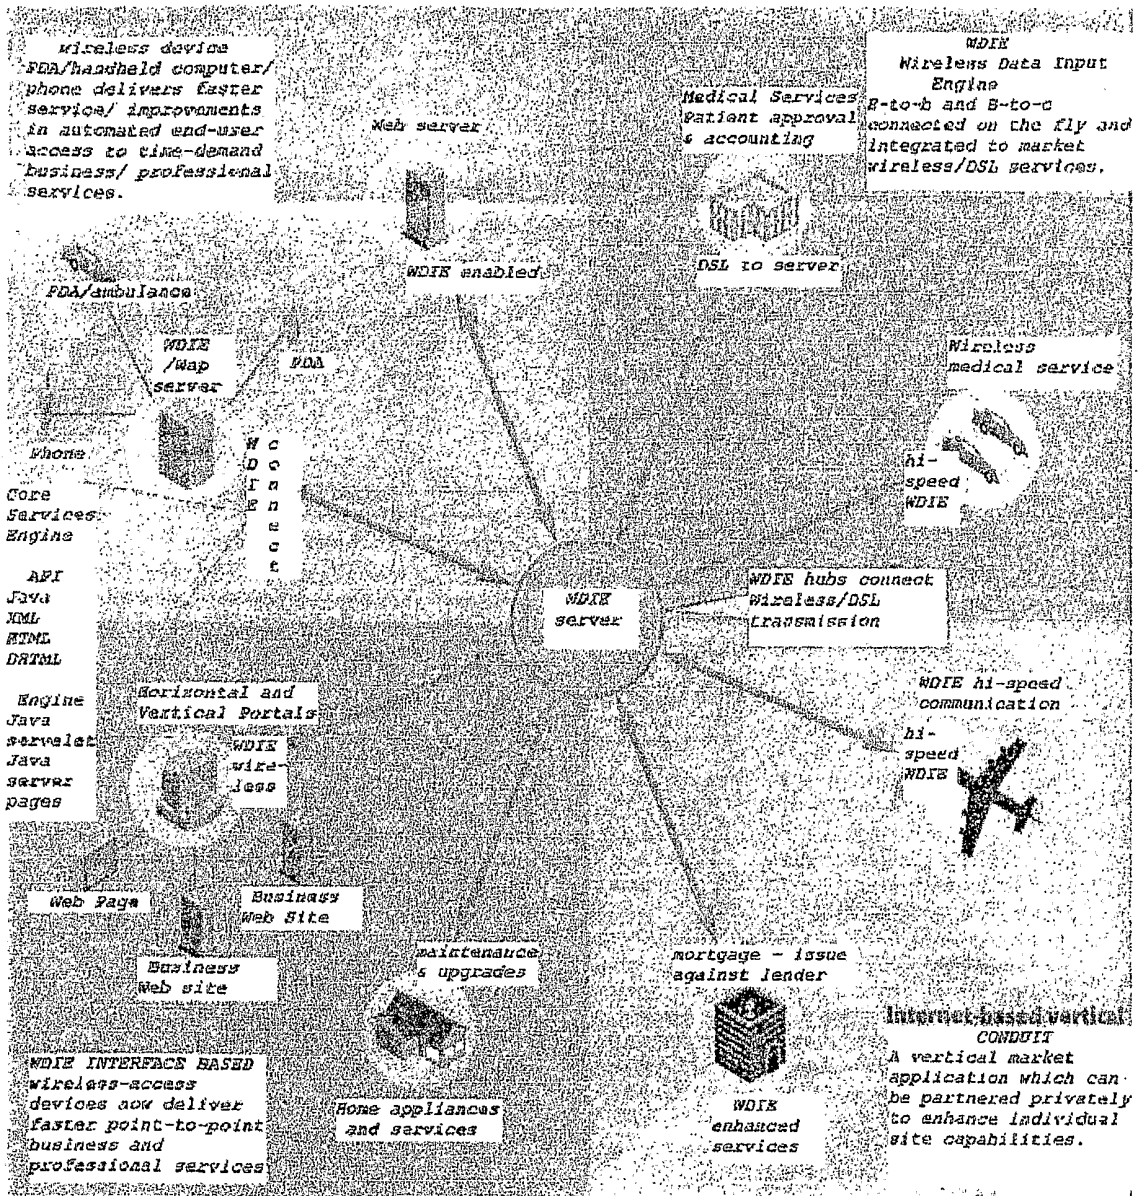 wireless device
PDA/handheld computer/
phone delivers faster
service/ improvements
in automated end-user
access to time-demand
business/ professional
services.
Web server
WDIE enabled
Medical Services
Patient approval
& accounting
DSL to server
WDIE
Wireless Data Input
Engine
B-to-b and B-to-c
connected on the fly and
integrated to market
wireless/DSL services.
PDA/ambulance
WDIE
/Wap
server
PDA
Phone
WDIE
connect
Wireless
medical service
hi-
speed
WDIE
Core
Services
Engine
API
Java
XML
HTML
DHTML
Engine
Java
servelet
Java
server
pages
WDIE
server
WDIE hubs connect
Wireless/DSL
transmission
WDIE hi-speed
communication
hi-
speed
WDIE
Horizontal and
Vertical Portals
WDIE
wire-
less
Web Page
Business
Web Site
Business
Web site
maintenance
& upgrades
Home appliances
and services
mortgage - issue
against lender
WDIE
enhanced
services
WDIE INTERFACE BASED
wireless-access
devices now deliver
faster point-to-point
business and
professional services
Internet-based vertical
CONDUIT
A vertical market
application which can
be partnered privately
to enhance individual
site capabilities.